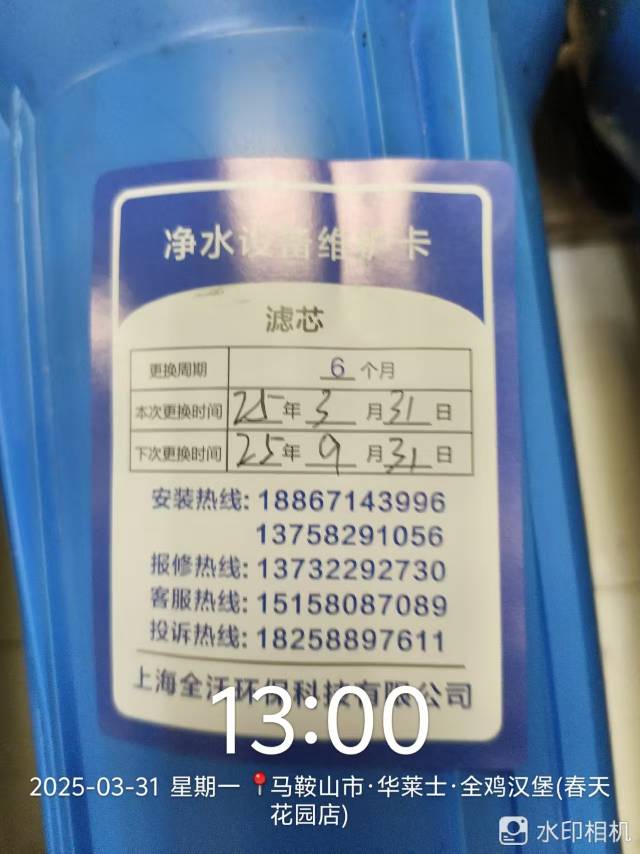 净水设备维护卡
滤芯
更换周期 6 个月
本次更换时间 25 年 3 月 31 日
下次更换时间 25 年 9 月 31 日
安装热线: 18867143996
13758291056
报修热线: 13732292730
客服热线: 15158087089
投诉热线: 18258897611
上海全沃环保科技有限公司
13:00
2025-03-31 星期一 📍马鞍山市·华莱士·全鸡汉堡(春天
花园店)
水印相机